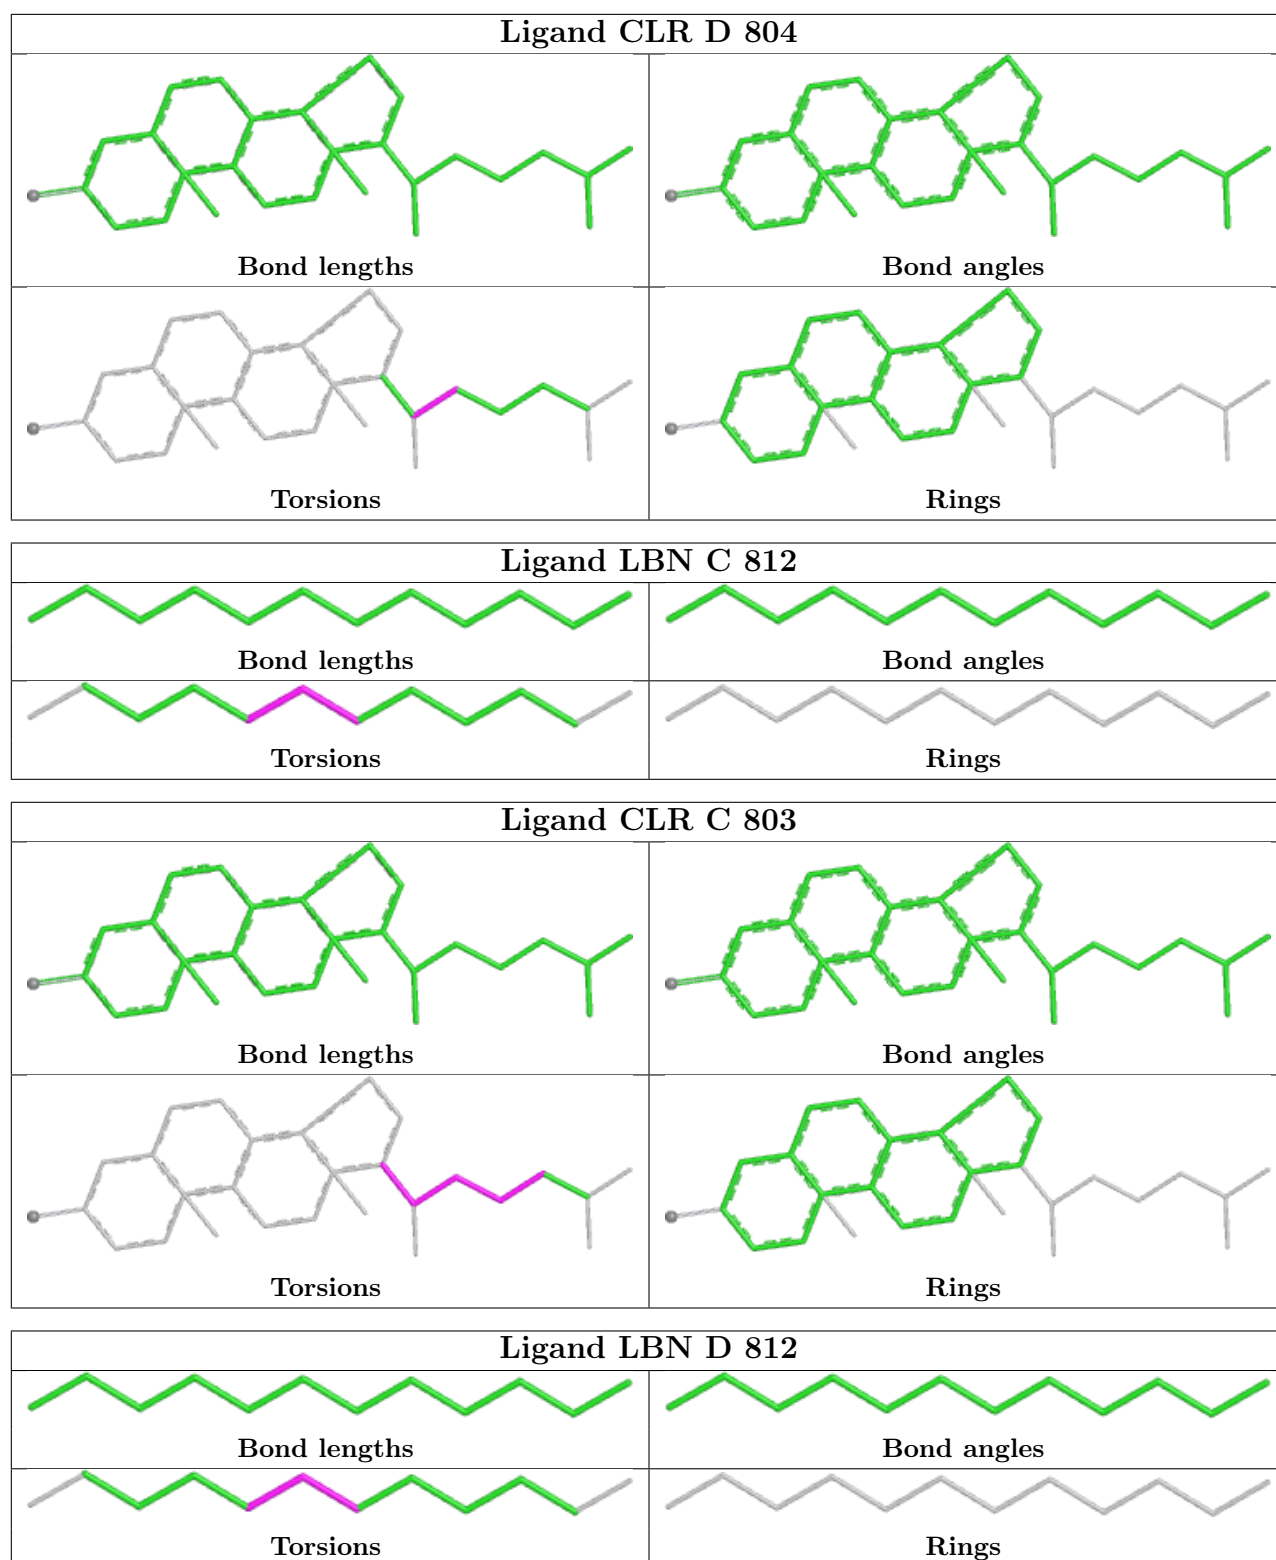 Ligand CLR D 804
Bond lengths
Bond angles
Torsions
Rings
Ligand LBN C 812
Bond lengths
Bond angles
Torsions
Rings
Ligand CLR C 803
Bond lengths
Bond angles
Torsions
Rings
Ligand LBN D 812
Bond lengths
Bond angles
Torsions
Rings